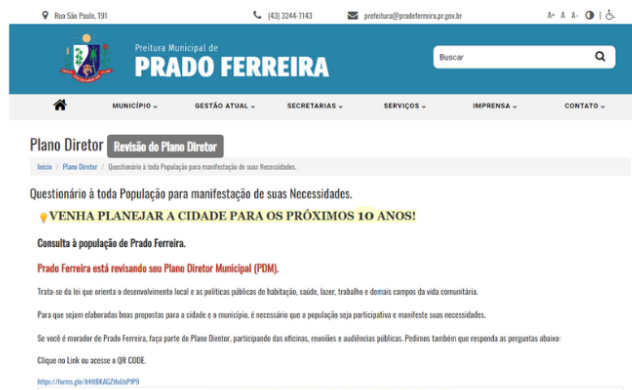 Rua São Paulo, 191
(43) 3244-1143
prefeitura@pradoferreira.pr.gov.br
A+ A A-
Preitura Municipal de
PRADO FERREIRA
Buscar
MUNICÍPIO
GESTÃO ATUAL
SECRETARIAS
SERVIÇOS
IMPRENSA
CONTATO
Plano Diretor Revisão do Plano Diretor
Início / Plano Diretor / Questionário à toda População para manifestação de suas Necessidades.
Questionário à toda População para manifestação de suas Necessidades.
VENHA PLANEJAR A CIDADE PARA OS PRÓXIMOS 10 ANOS!
Consulta à população de Prado Ferreira.
Prado Ferreira está revisando seu Plano Diretor Municipal (PDM).
Trata-se da lei que orienta o desenvolvimento local e as políticas públicas de habitação, saúde, lazer, trabalho e demais campos da vida comunitária.
Para que sejam elaboradas boas propostas para a cidade e o município, é necessário que a população seja participativa e manifeste suas necessidades.
Se você é morador de Prado Ferreira, faça parte do Plano Diretor, participando das oficinas, reuniões e audiências públicas. Pedimos também que responda as perguntas abaixo:
Clique no Link ou acesse o QR CODE.